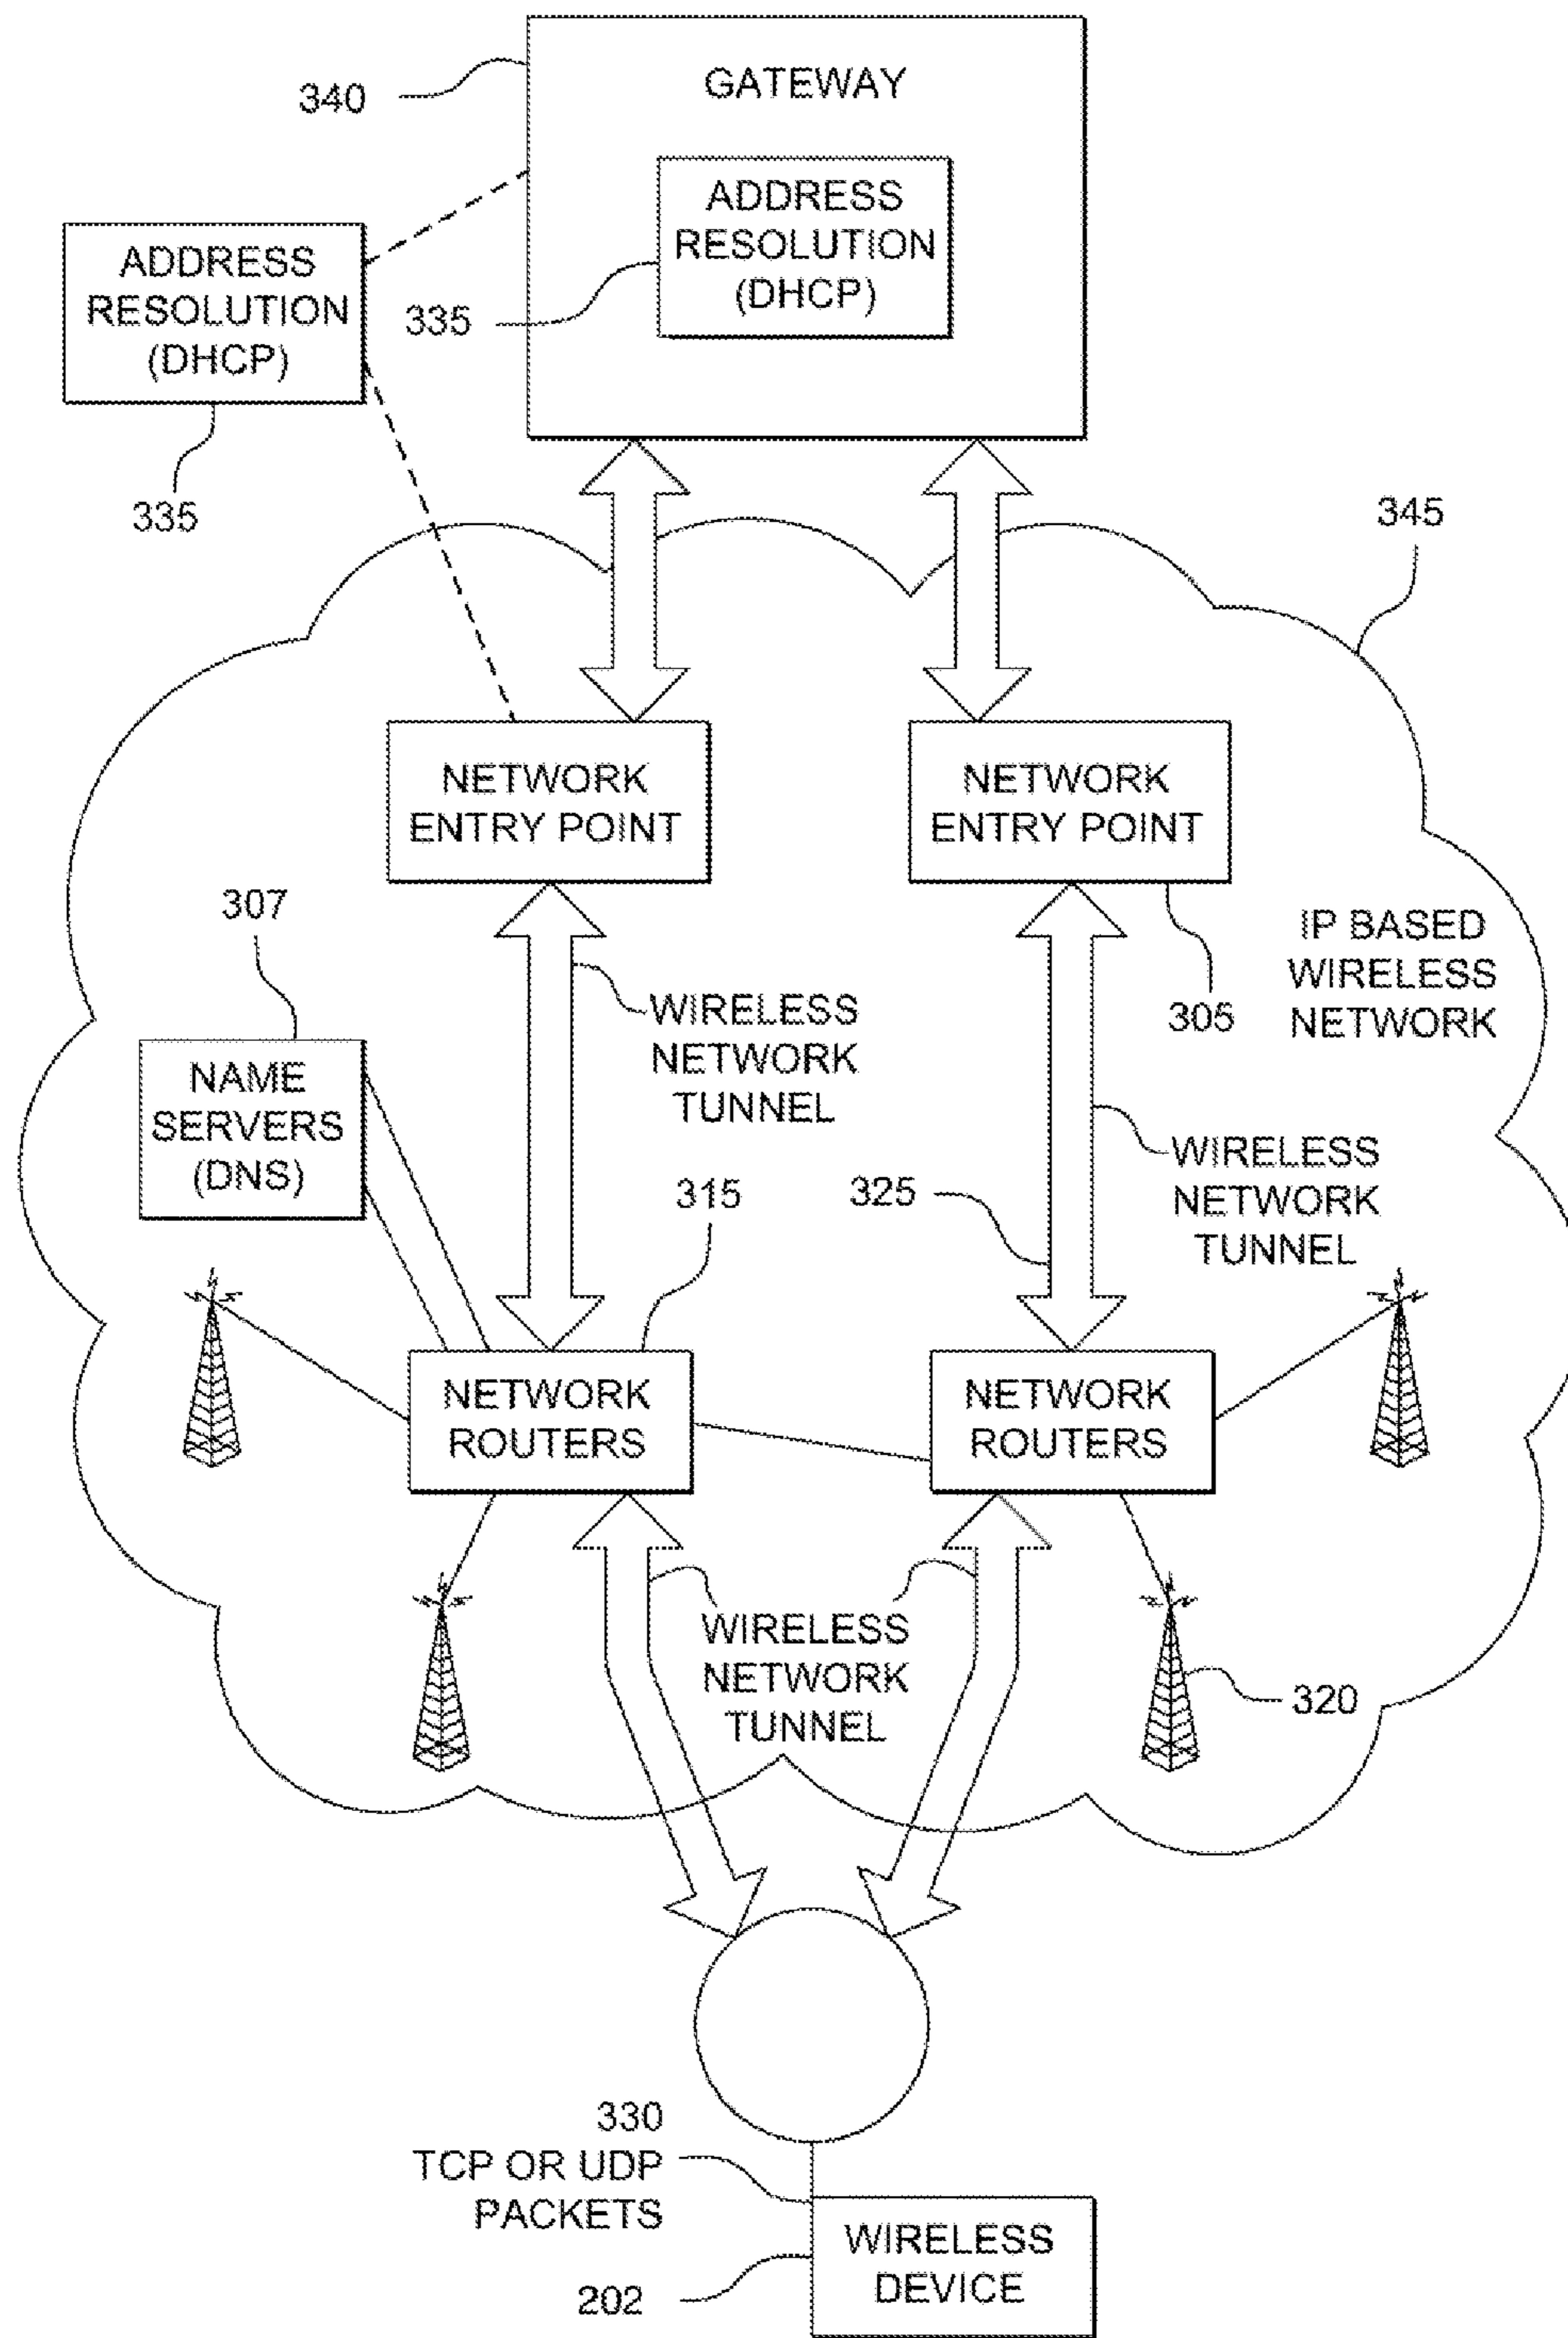 340
GATEWAY
ADDRESS
RESOLUTION
(DHCP)
335
ADDRESS
RESOLUTION
(DHCP)
335
345
NETWORK
ENTRY POINT
NETWORK
ENTRY POINT
305
IP BASED
WIRELESS
NETWORK
307
NAME
SERVERS
(DNS)
WIRELESS
NETWORK
TUNNEL
315
325
WIRELESS
NETWORK
TUNNEL
NETWORK
ROUTERS
NETWORK
ROUTERS
WIRELESS
NETWORK
TUNNEL
320
330
TCP OR UDP
PACKETS
WIRELESS
DEVICE
202